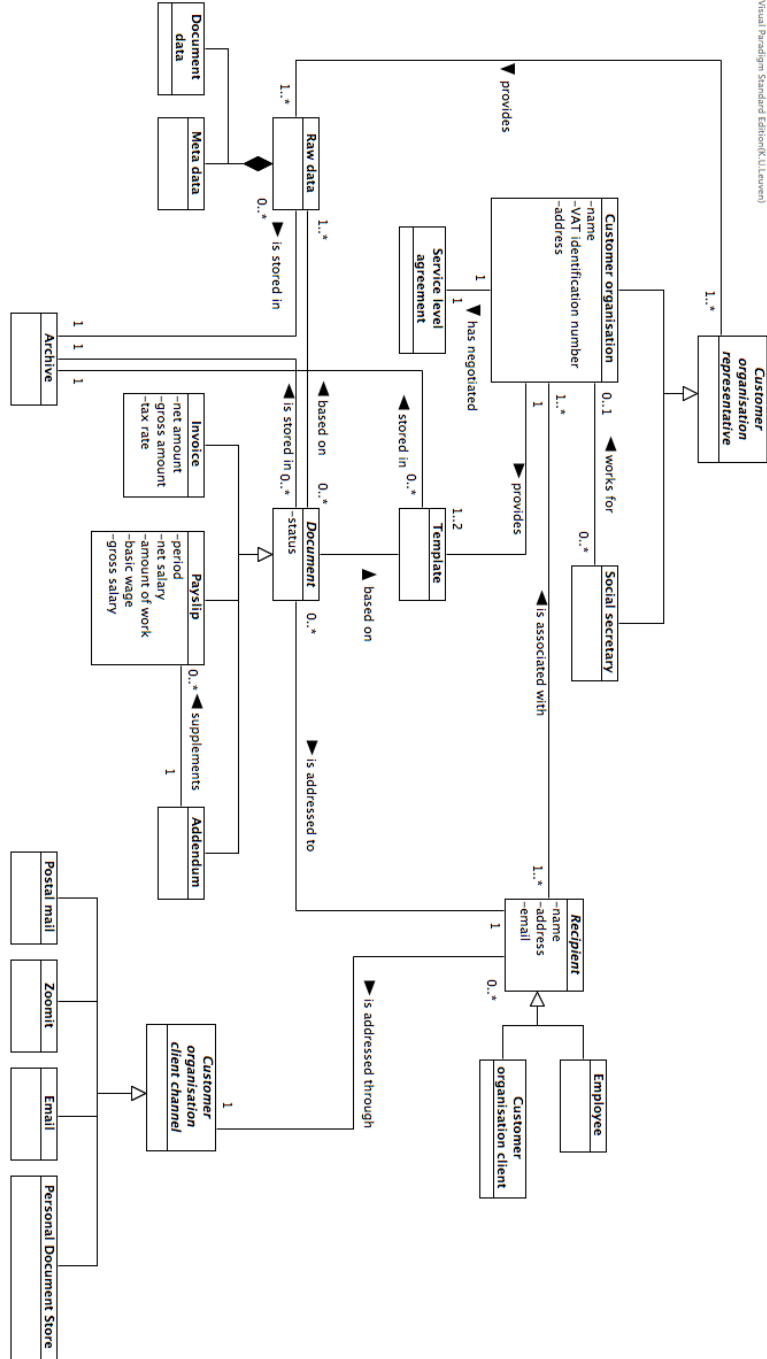 Visual Paradigm Standard Edition(K.U.Leuven)
Customer
organisation
representative
1..*
provides
1..*
Customer organisation
-name
-VAT identification number
-address
0..1
works for
0..*
Social secretary
1..*
is associated with
1..*
1
provides
1..2
1
has negotiated
1
Service level
agreement
Recipient
-name
-address
-email
1
0..*
Employee
Customer
organisation client
Template
0..*
stored in
based on
is addressed through
1
Raw data
1..*
based on
0..*
0..*
is stored in
Document
-status
0..*
is stored in
0..*
is addressed to
Document
data
Meta data
Archive
1
1
1
Invoice
-net amount
-gross amount
-tax rate
Payslip
-period
-net salary
-amount of work
-basic wage
-gross salary
0..*
supplements
1
Addendum
Customer
organisation
client channel
Postal mail
Zoomit
Email
Personal Document Store